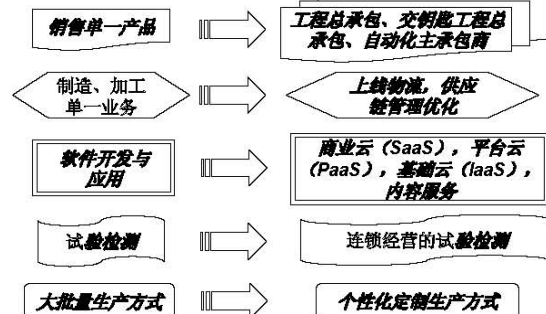 销售单一产品
工程总承包、交钥匙工程总
承包、自动化主承包商
制造、加工
单一业务
上线物流，供应
链管理优化
软件开发与
应用
商业云（SaaS），平台云
（PaaS），基础云（IaaS），
内容服务
试验检测
连锁经营的试验检测
大批量生产方式
个性化定制生产方式